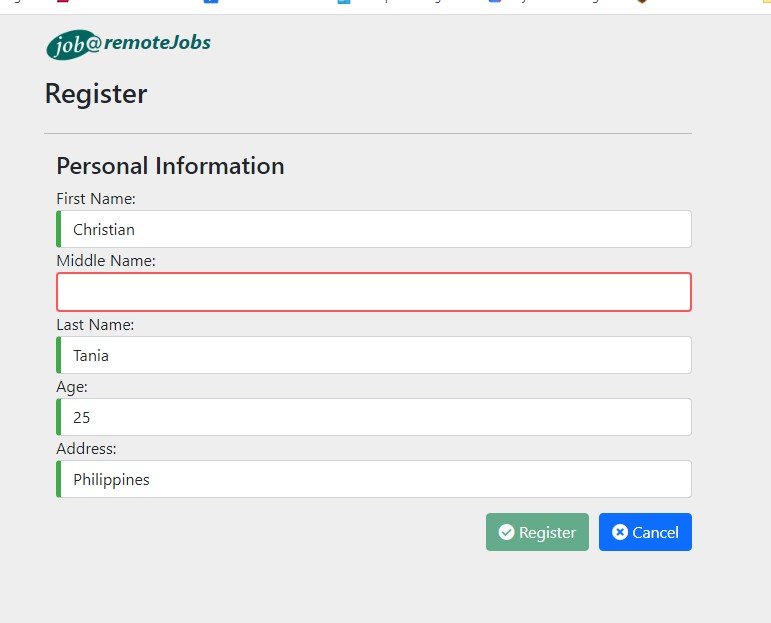 job@remoteJobs
Register
Personal Information
First Name:
Christian
Middle Name:
Last Name:
Tania
Age:
25
Address:
Philippines
Register Cancel